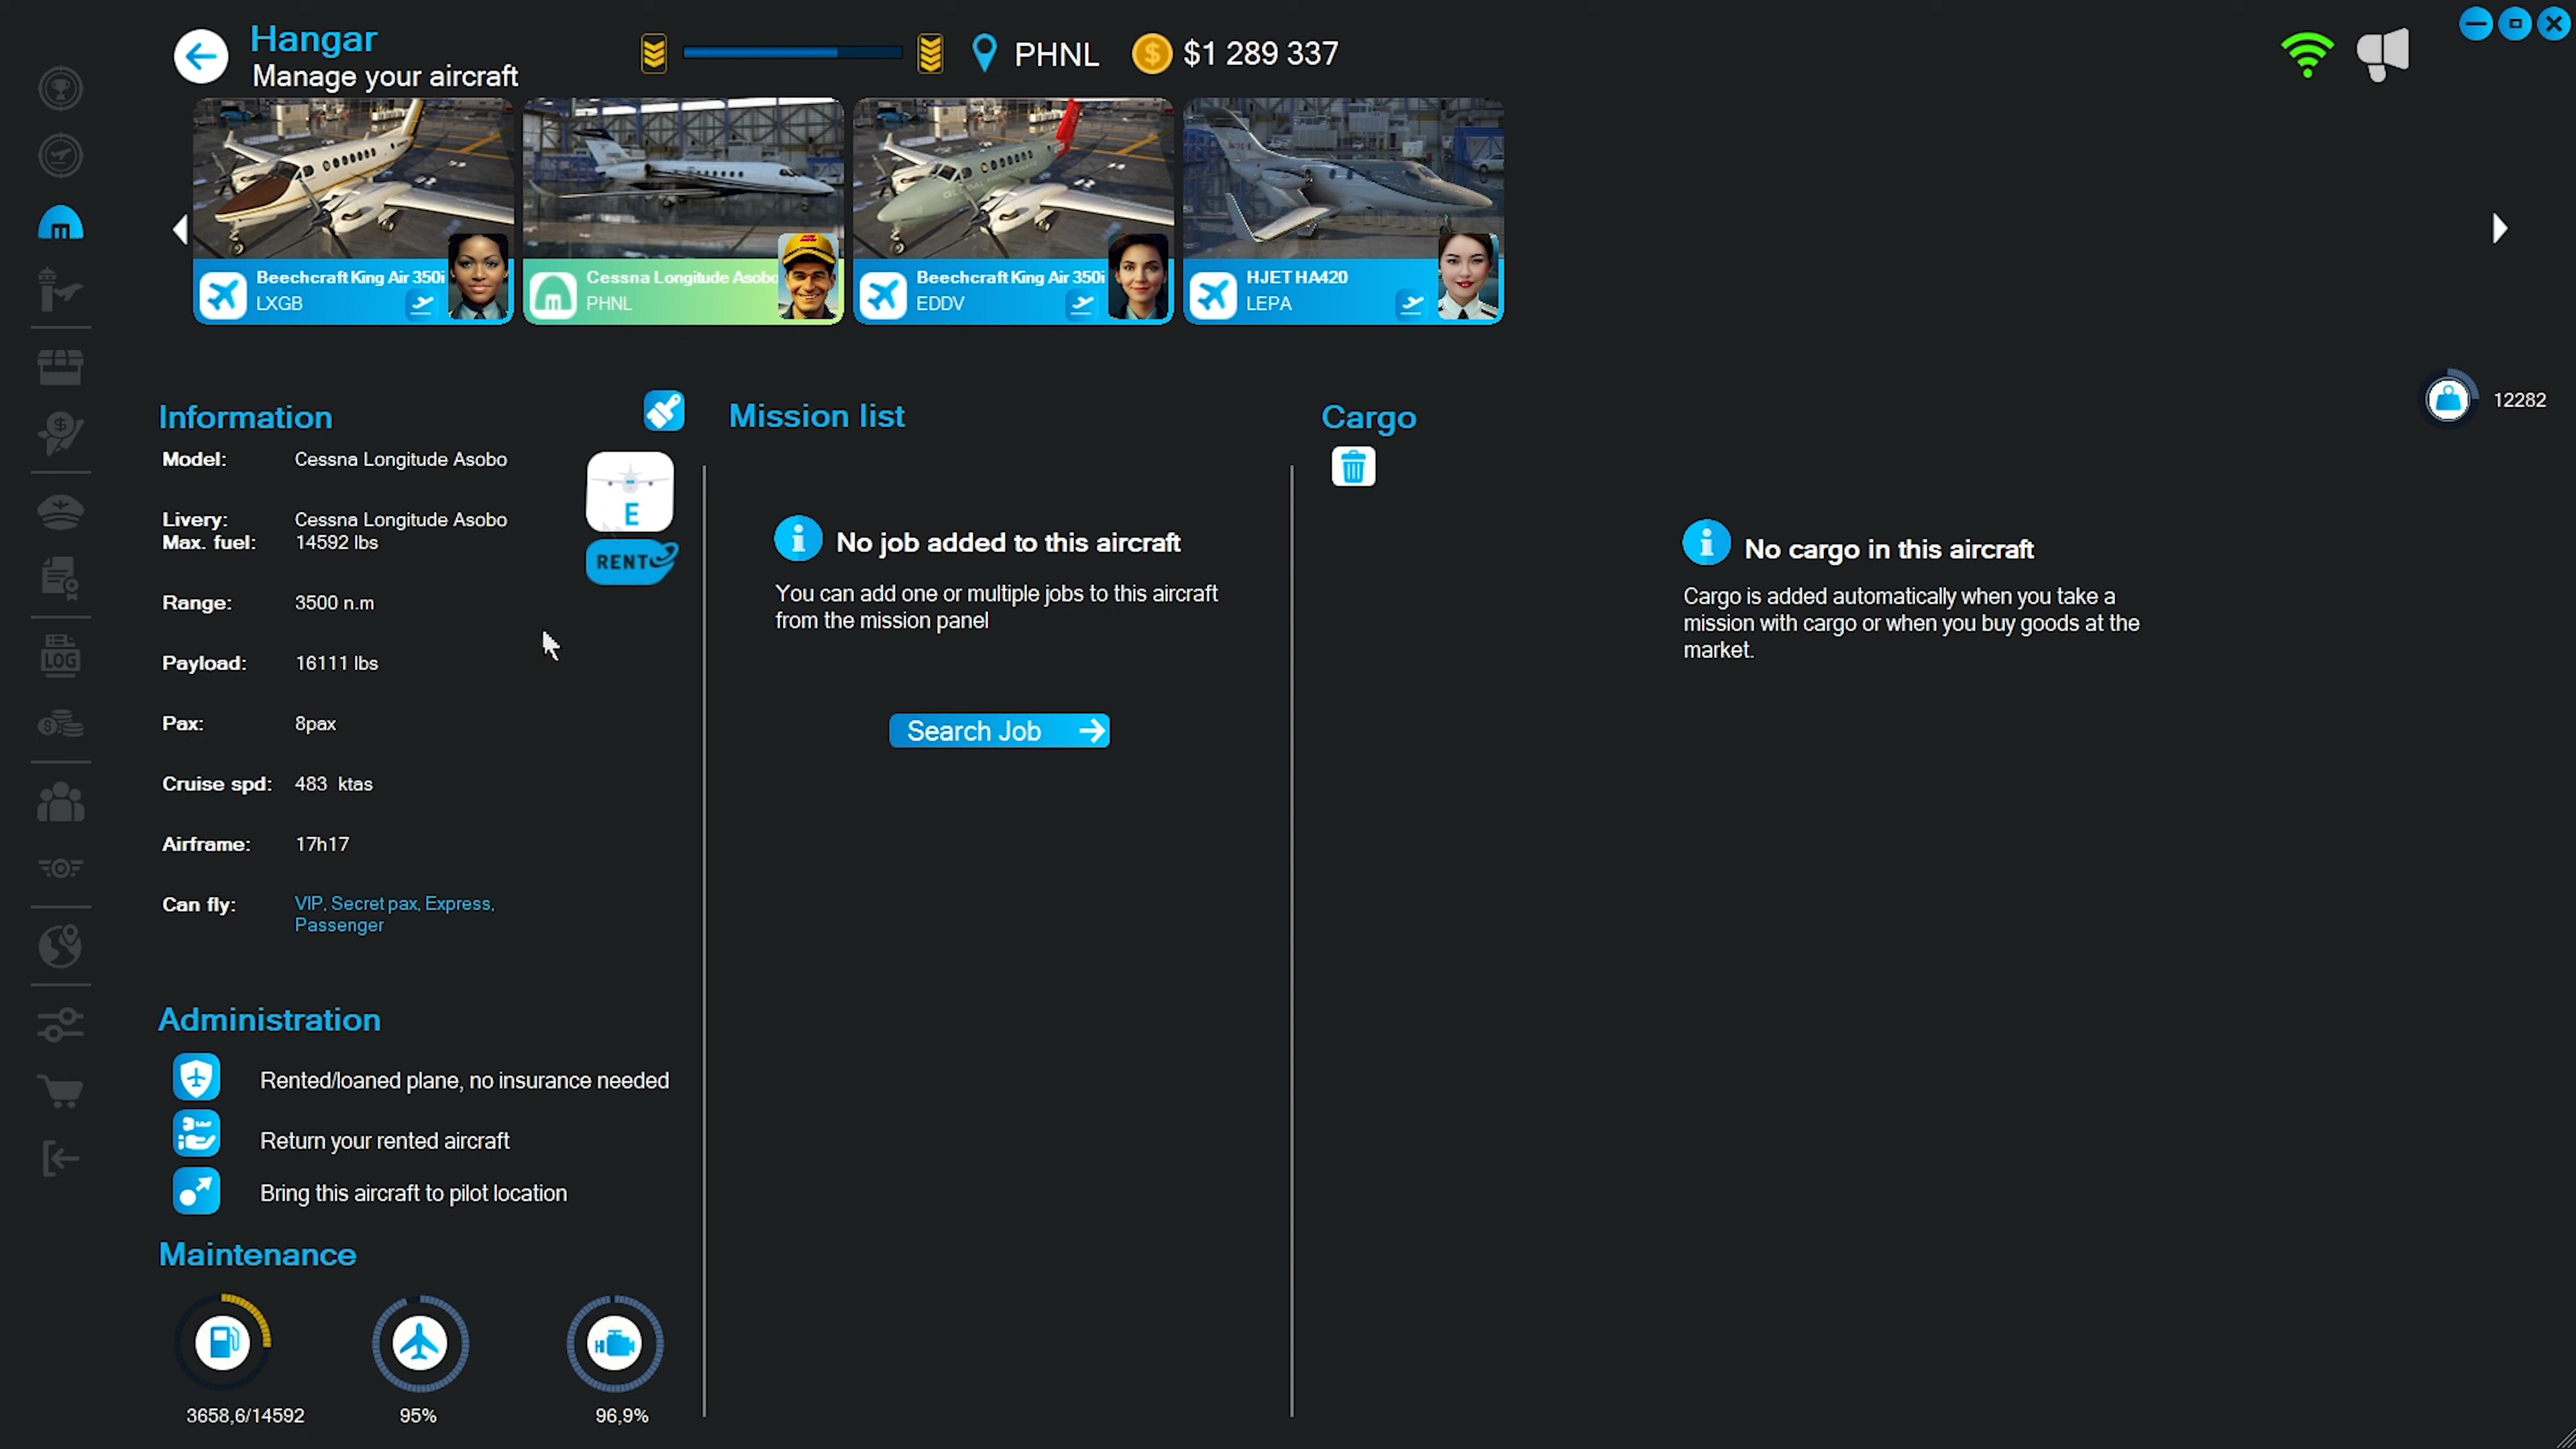 Hangar
Manage your aircraft
PHNL
$1 289 337
Beechcraft King Air 350i
LXGB
Cessna Longitude Asobo
PHNL
Beechcraft King Air 350i
EDDV
HJET HA420
LEPA
12282
Information
Model: Cessna Longitude Asobo
Livery: Cessna Longitude Asobo
Max. fuel: 14592 lbs
Range: 3500 n.m
Payload: 16111 lbs
Pax: 8pax
Cruise spd: 483 ktas
Airframe: 17h17
Can fly: VIP, Secret pax, Express,
Passenger
E
RENT
Mission list
No job added to this aircraft
You can add one or multiple jobs to this aircraft
from the mission panel
Search Job
Cargo
No cargo in this aircraft
Cargo is added automatically when you take a
mission with cargo or when you buy goods at the
market.
LOG
Administration
Rented/loaned plane, no insurance needed
Return your rented aircraft
Bring this aircraft to pilot location
Maintenance
3658,6/14592
95%
96,9%